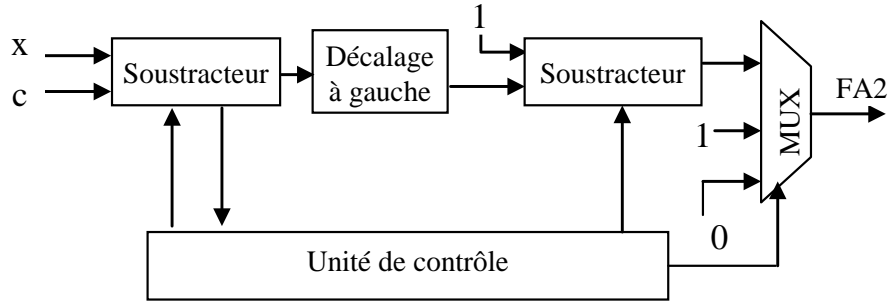 x
c
Soustracteur
Décalage
à gauche
1
Soustracteur
1
0
MUX
FA2
Unité de contrôle